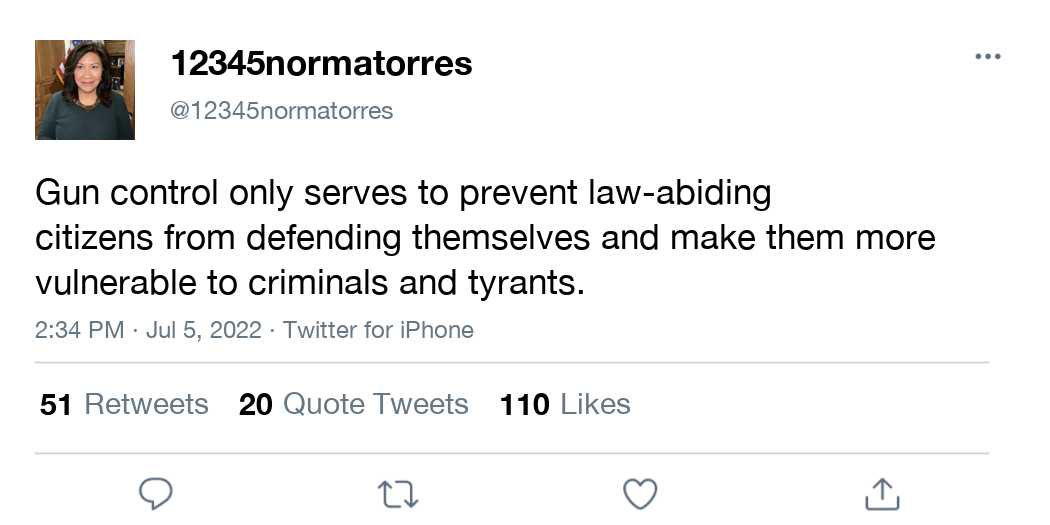 12345normatorres
@12345normatorres
Gun control only serves to prevent law-abiding
citizens from defending themselves and make them more
vulnerable to criminals and tyrants.
2:34 PM · Jul 5, 2022 · Twitter for iPhone
51 Retweets 20 Quote Tweets 110 Likes